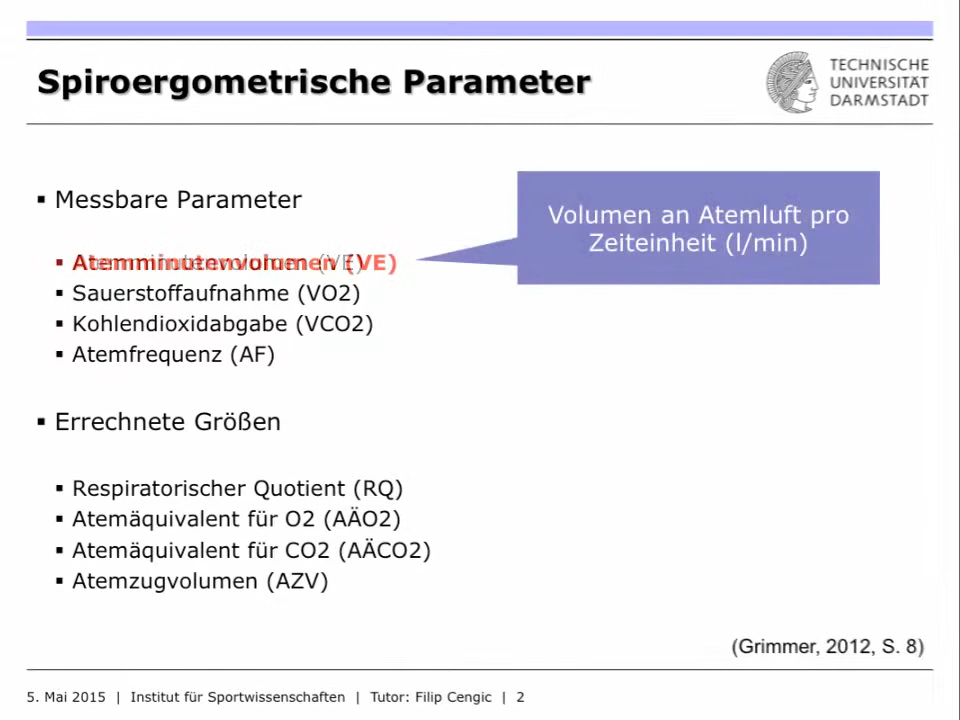 Spiroergometrische Parameter
TECHNISCHE
UNIVERSITÄT
DARMSTADT
▪ Messbare Parameter
Volumen an Atemluft pro
Zeiteinheit (l/min)
▪ Atemminutenvolumen (VE)
▪ Sauerstoffaufnahme (VO2)
▪ Kohlendioxidabgabe (VCO2)
▪ Atemfrequenz (AF)
▪ Errechnete Größen
▪ Respiratorischer Quotient (RQ)
▪ Atemäquivalent für O2 (AÄO2)
▪ Atemäquivalent für CO2 (AÄCO2)
▪ Atemzugvolumen (AZV)
(Grimmer, 2012, S. 8)
5. Mai 2015 | Institut für Sportwissenschaften | Tutor: Filip Cengic | 2